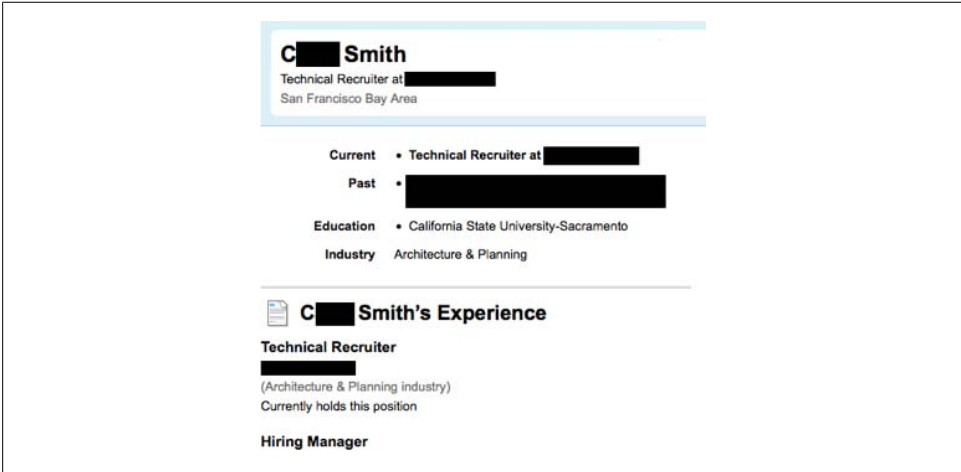 C Smith
Technical Recruiter at
San Francisco Bay Area
Current • Technical Recruiter at
Past •
Education • California State University-Sacramento
Industry Architecture & Planning
C Smith's Experience
Technical Recruiter
(Architecture & Planning industry)
Currently holds this position
Hiring Manager